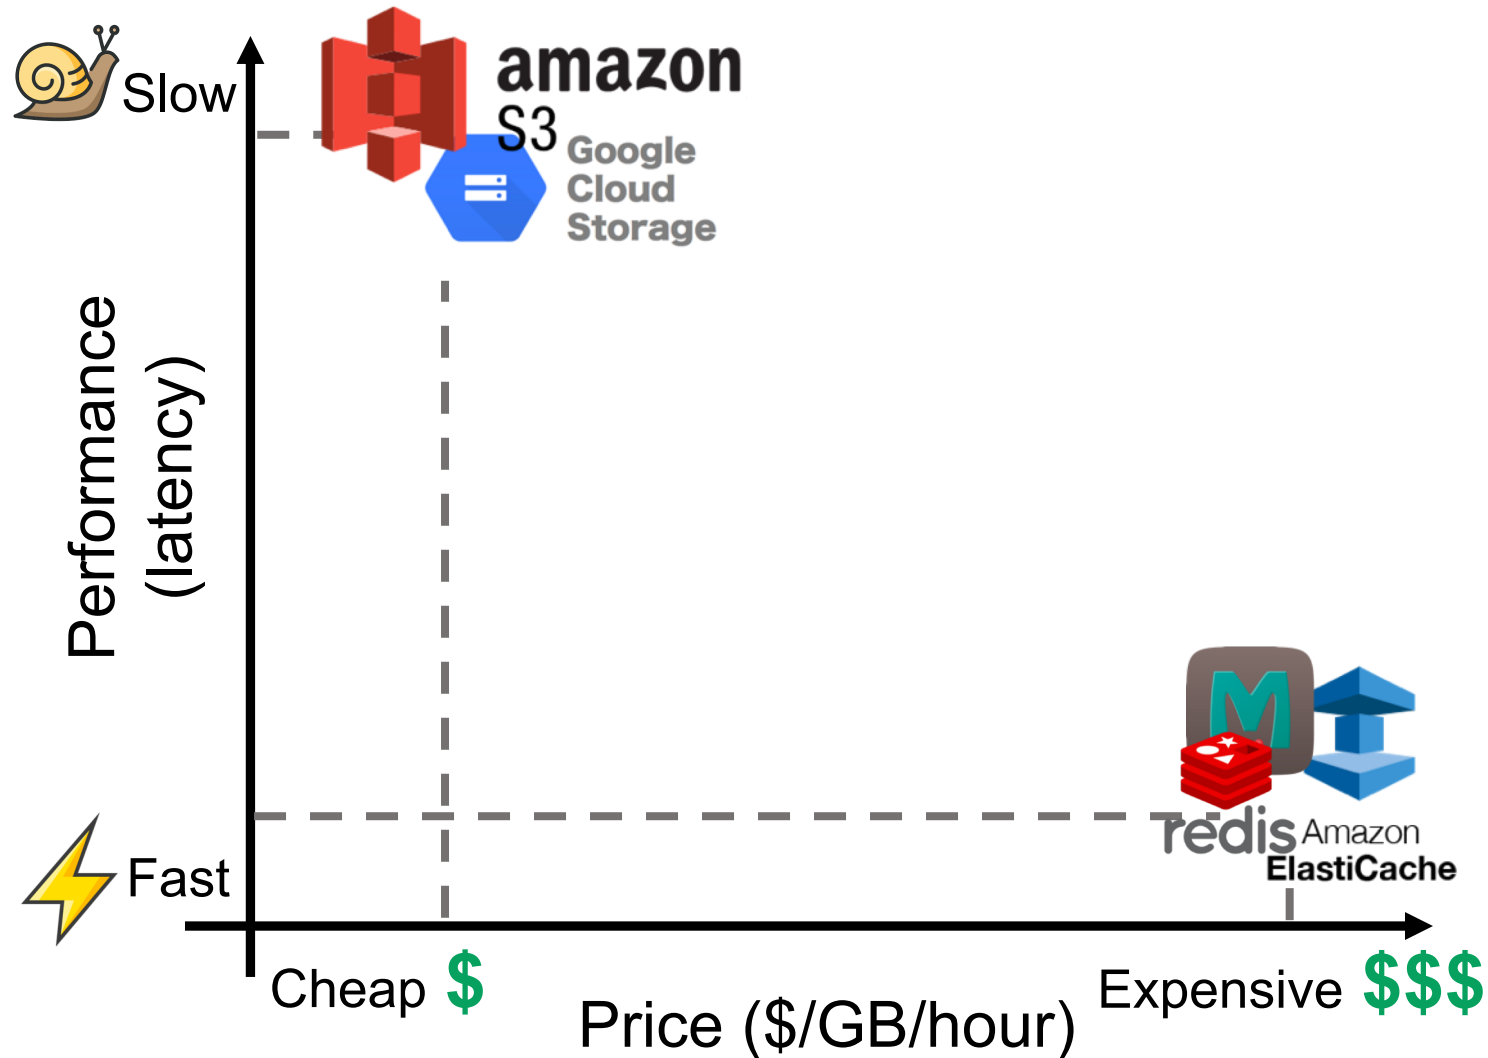 Slow
amazon
S3
Google
Cloud
Storage
Performance
(latency)
M
redis
Amazon
ElastiCache
Fast
Cheap $
Expensive $$$
Price ($/GB/hour)